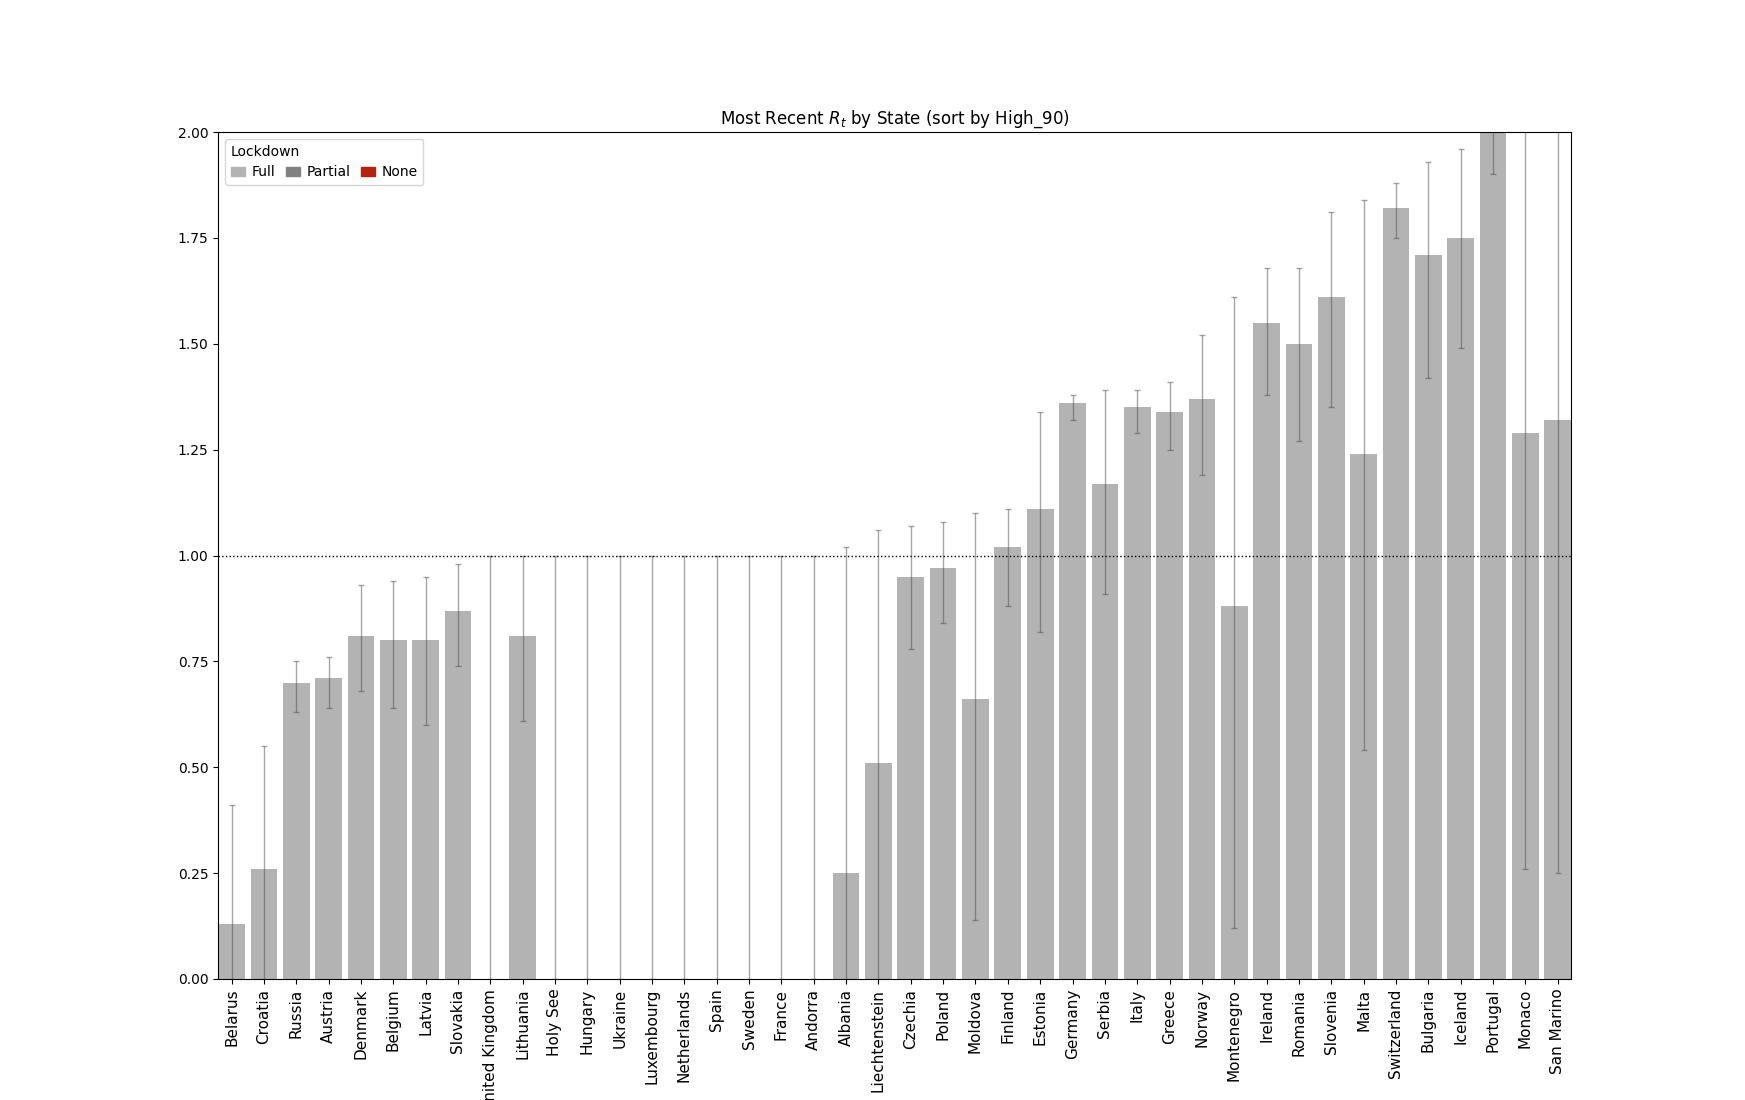 Most Recent Rt by State (sort by High_90)
Lockdown
Full Partial None
2.00
1.75
1.50
1.25
1.00
0.75
0.50
0.25
0.00
Belarus
Croatia
Russia
Austria
Denmark
Belgium
Latvia
Slovakia
nited Kingdom
Lithuania
Holy See
Hungary
Ukraine
Luxembourg
Netherlands
Spain
Sweden
France
Andorra
Albania
Liechtenstein
Czechia
Poland
Moldova
Finland
Estonia
Germany
Serbia
Italy
Greece
Norway
Montenegro
Ireland
Romania
Slovenia
Malta
Switzerland
Bulgaria
Iceland
Portugal
Monaco
San Marino